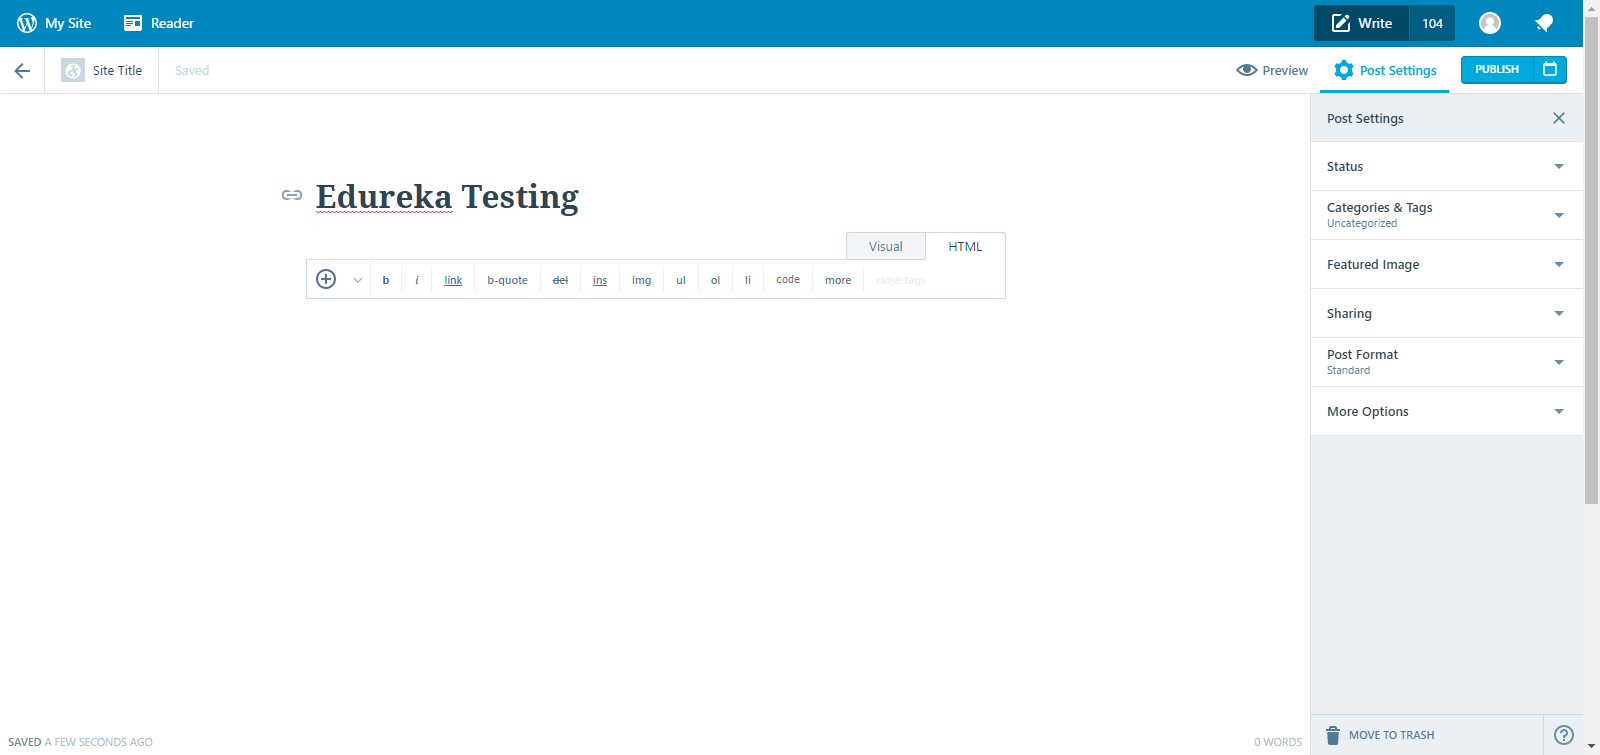 My Site Reader Write 104
Site Title Saved Preview Post Settings PUBLISH
Post Settings
Status
Categories & Tags
Uncategorized
Featured Image
Sharing
Post Format
Standard
More Options
Edureka Testing
Visual HTML
b i link b-quote del ins img ul ol li code more close tags
SAVED A FEW SECONDS AGO 0 WORDS MOVE TO TRASH